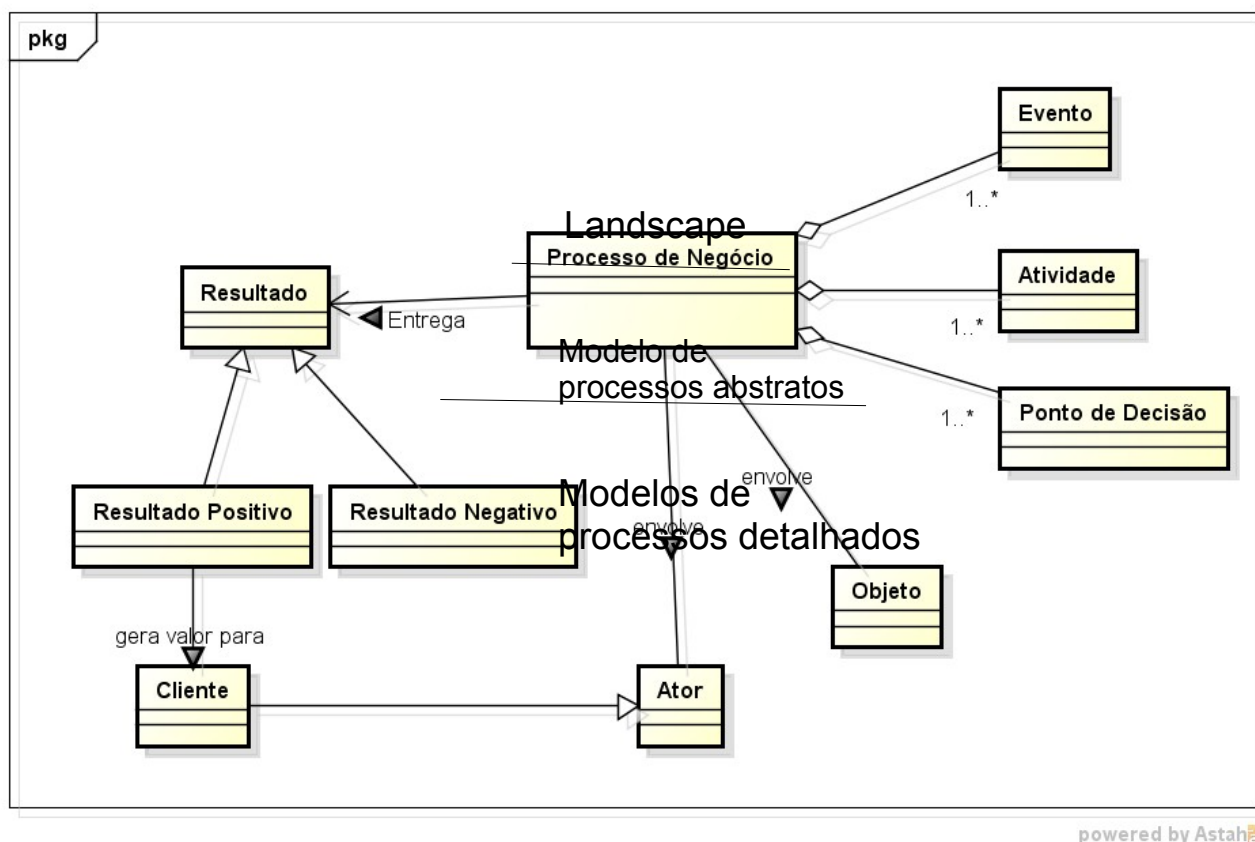 pkg
Evento
1..*
Landscape
Processo de Negócio
Atividade
Resultado
Entrega
1..*
Modelo de
processos abstratos
Ponto de Decisão
1..*
envolve
Modelos de
processos detalhados
Resultado Positivo
Resultado Negativo
envolve
Objeto
gera valor para
Cliente
Ator
powered by Astah